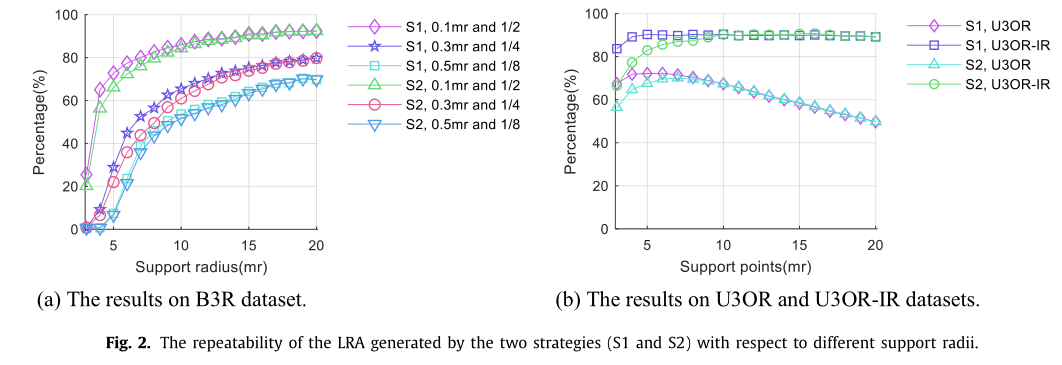 100
80
60
40
20
0
5
10
15
20
Percentage(%)
Support radius(mr)
S1, 0.1mr and 1/2
S1, 0.3mr and 1/4
S1, 0.5mr and 1/8
S2, 0.1mr and 1/2
S2, 0.3mr and 1/4
S2, 0.5mr and 1/8
(a) The results on B3R dataset.
100
80
60
40
20
0
5
10
15
20
Percentage(%)
Support points(mr)
S1, U3OR
S1, U3OR-IR
S2, U3OR
S2, U3OR-IR
(b) The results on U3OR and U3OR-IR datasets.
Fig. 2. The repeatability of the LRA generated by the two strategies (S1 and S2) with respect to different support radii.